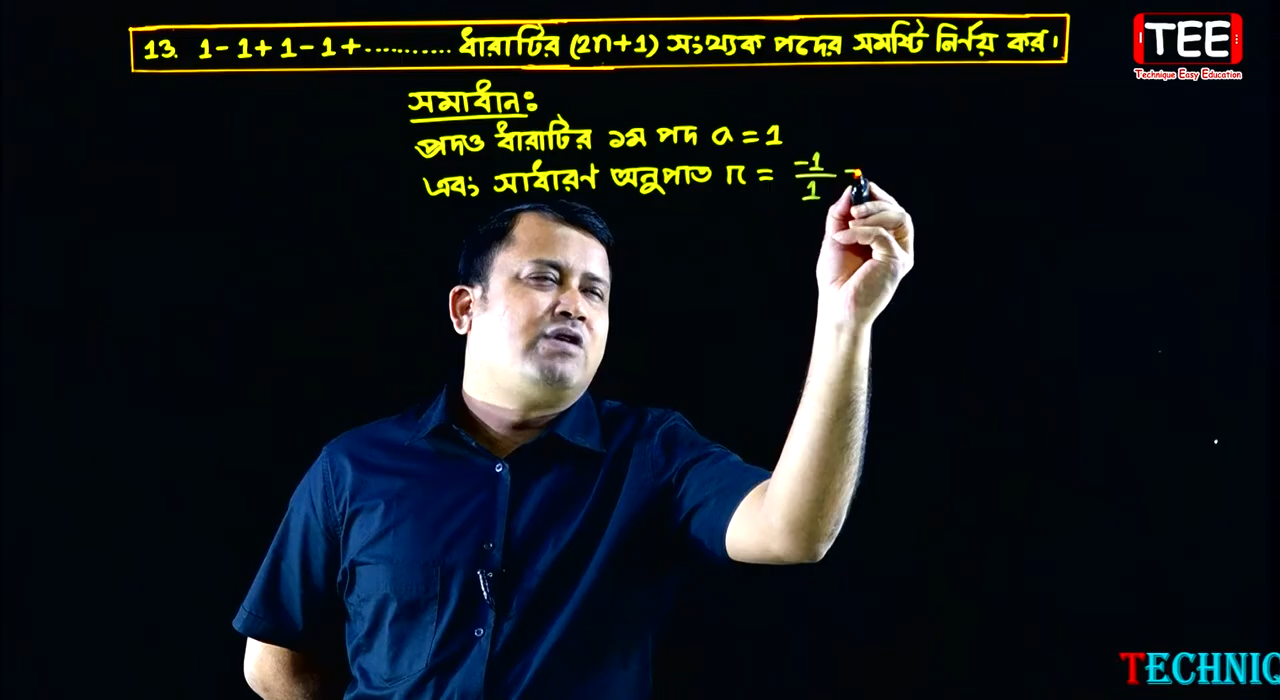 13. 1 - 1 + 1 - 1 + ........... ধারাটির (2n+1) সংখ্যক পদের সমষ্টি নির্ণয় কর।
TEE
Technique Easy Education
সমাধানঃ
প্রদত্ত ধারাটির ১ম পদ a = 1
এবং সাধারণ অনুপাত r = -1/1 =
TECHNIQ